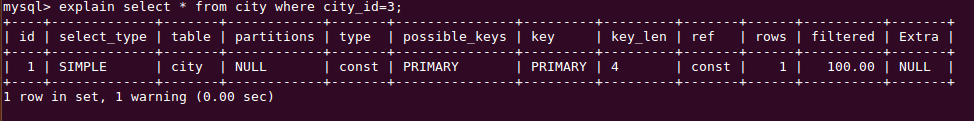 mysql> explain select * from city where city_id=3;
+----+-------------+-------+------------+-------+---------------+---------+---------+-------+------+----------+-------+
| id | select_type | table | partitions | type  | possible_keys | key     | key_len | ref   | rows | filtered | Extra |
+----+-------------+-------+------------+-------+---------------+---------+---------+-------+------+----------+-------+
|  1 | SIMPLE      | city  | NULL       | const | PRIMARY       | PRIMARY | 4       | const |    1 |   100.00 | NULL  |
+----+-------------+-------+------------+-------+---------------+---------+---------+-------+------+----------+-------+
1 row in set, 1 warning (0.00 sec)